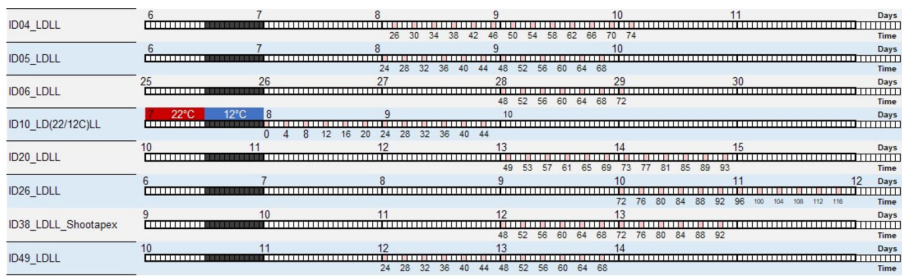 6 7 8 9 10 11 Days
ID04_LDLL
26 30 34 38 42 46 50 54 58 62 66 70 74 Time
6 7 8 9 10 Days
ID05_LDLL
24 28 32 36 40 44 48 52 56 60 64 68 Time
25 26 27 28 29 30 Days
ID06_LDLL
48 52 56 60 64 68 72 Time
7 22°C 12°C 8 9 10 Days
ID10_LD(22/12C)LL
0 4 8 12 16 20 24 28 32 36 40 44 Time
10 11 12 13 14 15 Days
ID20_LDLL
49 53 57 61 65 69 73 77 81 85 89 93 Time
6 7 8 9 10 11 12 Days
ID26_LDLL
72 76 80 84 88 92 96 100 104 108 112 116 Time
9 10 11 12 13 Days
ID38_LDLL_Shootapex
48 52 56 60 64 68 72 76 80 84 88 92 Time
10 11 12 13 14 Days
ID49_LDLL
24 28 32 36 40 44 48 52 56 60 64 68 Time